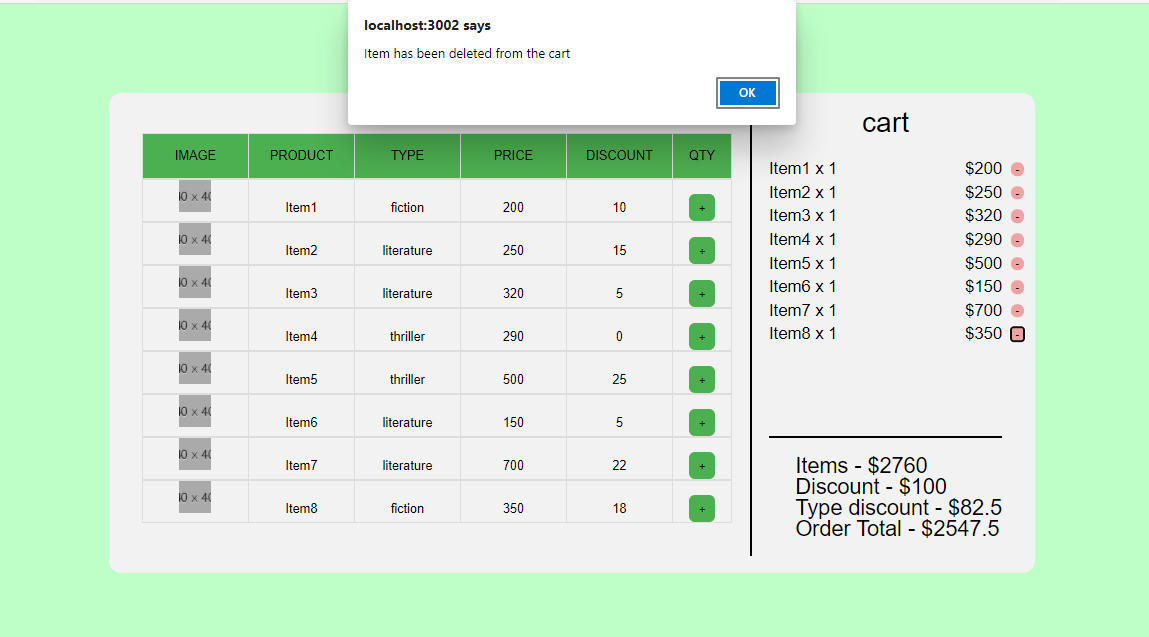 localhost:3002 says
Item has been deleted from the cart
OK
IMAGE PRODUCT TYPE PRICE DISCOUNT QTY
40 x 40 Item1 fiction 200 10 +
40 x 40 Item2 literature 250 15 +
40 x 40 Item3 literature 320 5 +
40 x 40 Item4 thriller 290 0 +
40 x 40 Item5 thriller 500 25 +
40 x 40 Item6 literature 150 5 +
40 x 40 Item7 literature 700 22 +
40 x 40 Item8 fiction 350 18 +
cart
Item1 x 1 $200 -
Item2 x 1 $250 -
Item3 x 1 $320 -
Item4 x 1 $290 -
Item5 x 1 $500 -
Item6 x 1 $150 -
Item7 x 1 $700 -
Item8 x 1 $350 -
Items - $2760
Discount - $100
Type discount - $82.5
Order Total - $2547.5